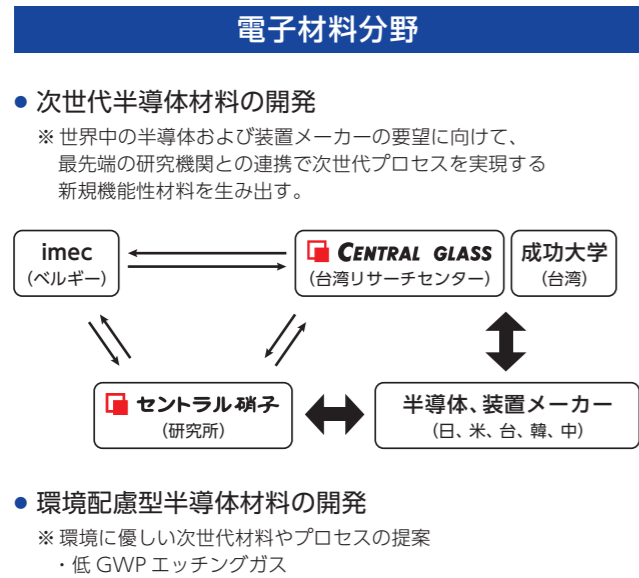 電子材料分野
● 次世代半導体材料の開発
※ 世界中の半導体および装置メーカーの要望に向けて、
最先端の研究機関との連携で次世代プロセスを実現する
新規機能性材料を生み出す。
imec
(ベルギー)
CENTRAL GLASS
(台湾リサーチセンター)
成功大学
(台湾)
セントラル硝子
(研究所)
半導体、装置メーカー
(日、米、台、韓、中)
● 環境配慮型半導体材料の開発
※ 環境に優しい次世代材料やプロセスの提案
・低 GWP エッチングガス